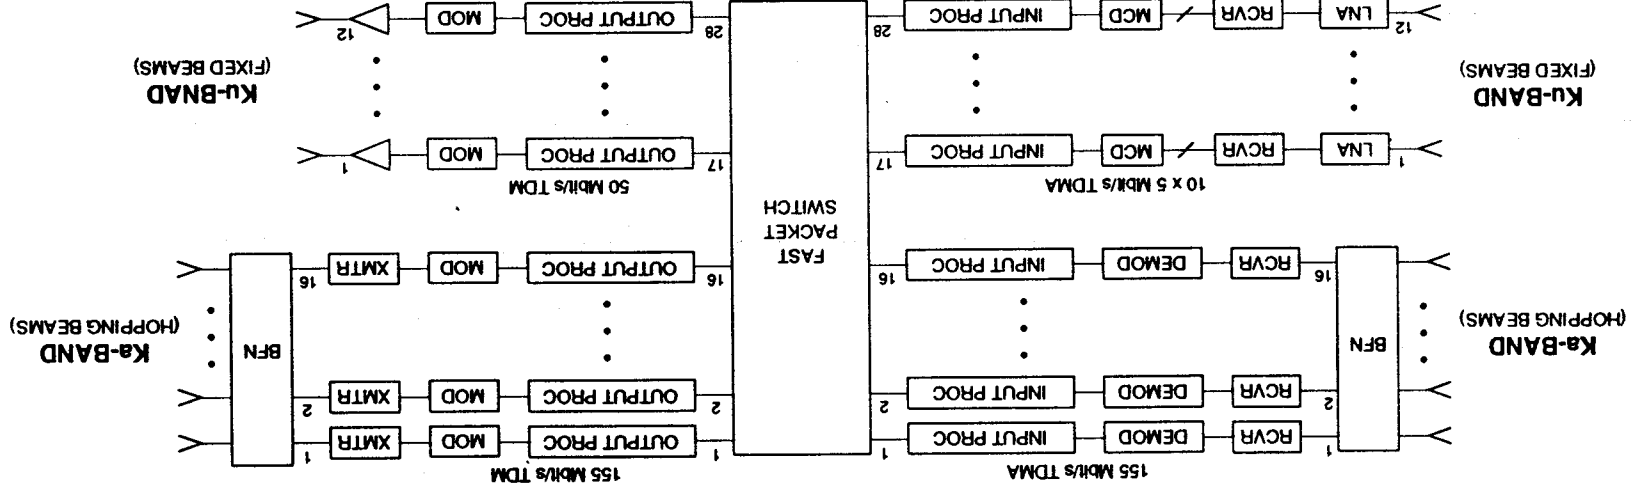 155 Mbit/s TDMA
155 Mbit/s TDM
1 RCVR DEMOD INPUT PROC 1
1 OUTPUT PROC MOD XMTR 1
2 RCVR DEMOD INPUT PROC 2
2 OUTPUT PROC MOD XMTR 2
Ka-BAND
(HOPPING BEAMS)
BFN
BFN
Ka-BAND
(HOPPING BEAMS)
16 RCVR DEMOD INPUT PROC 16
16 OUTPUT PROC MOD XMTR 16
FAST
PACKET
SWITCH
10 x 5 Mbit/s TDMA
50 Mbit/s TDM
1 LNA RCVR MCD INPUT PROC 17
17 OUTPUT PROC MOD 1
Ku-BAND
(FIXED BEAMS)
Ku-BNAD
(FIXED BEAMS)
12 LNA RCVR MCD INPUT PROC 28
28 OUTPUT PROC MOD 12